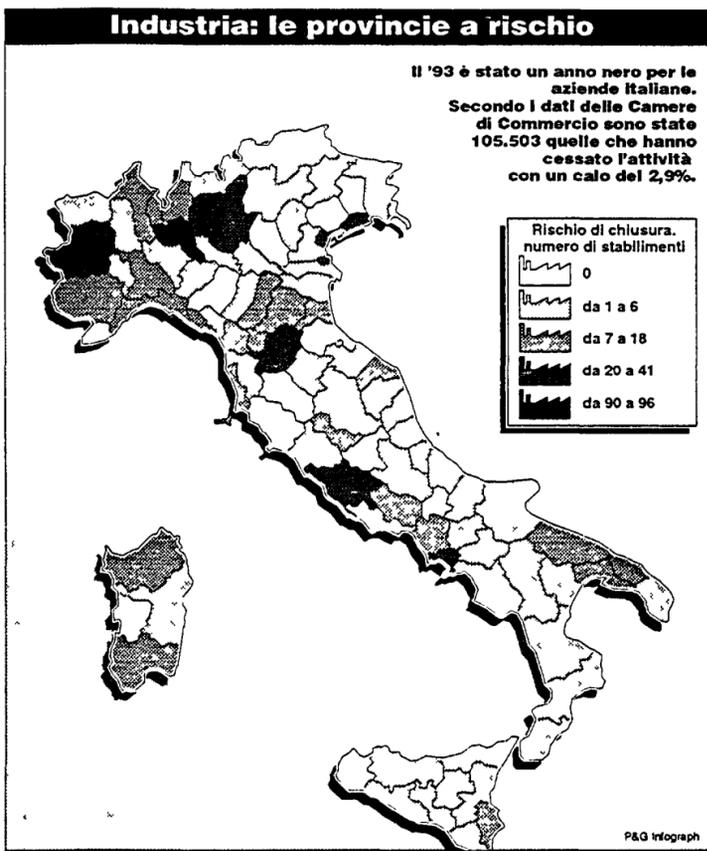 Industria: le provincie a rischio
Il '93 è stato un anno nero per le
aziende italiane.
Secondo i dati delle Camere
di Commercio sono state
105.503 quelle che hanno
cessato l'attività
con un calo del 2,9%.
Rischio di chiusura.
numero di stabilimenti
0
da 1 a 6
da 7 a 18
da 20 a 41
da 90 a 96
P&G Infograph